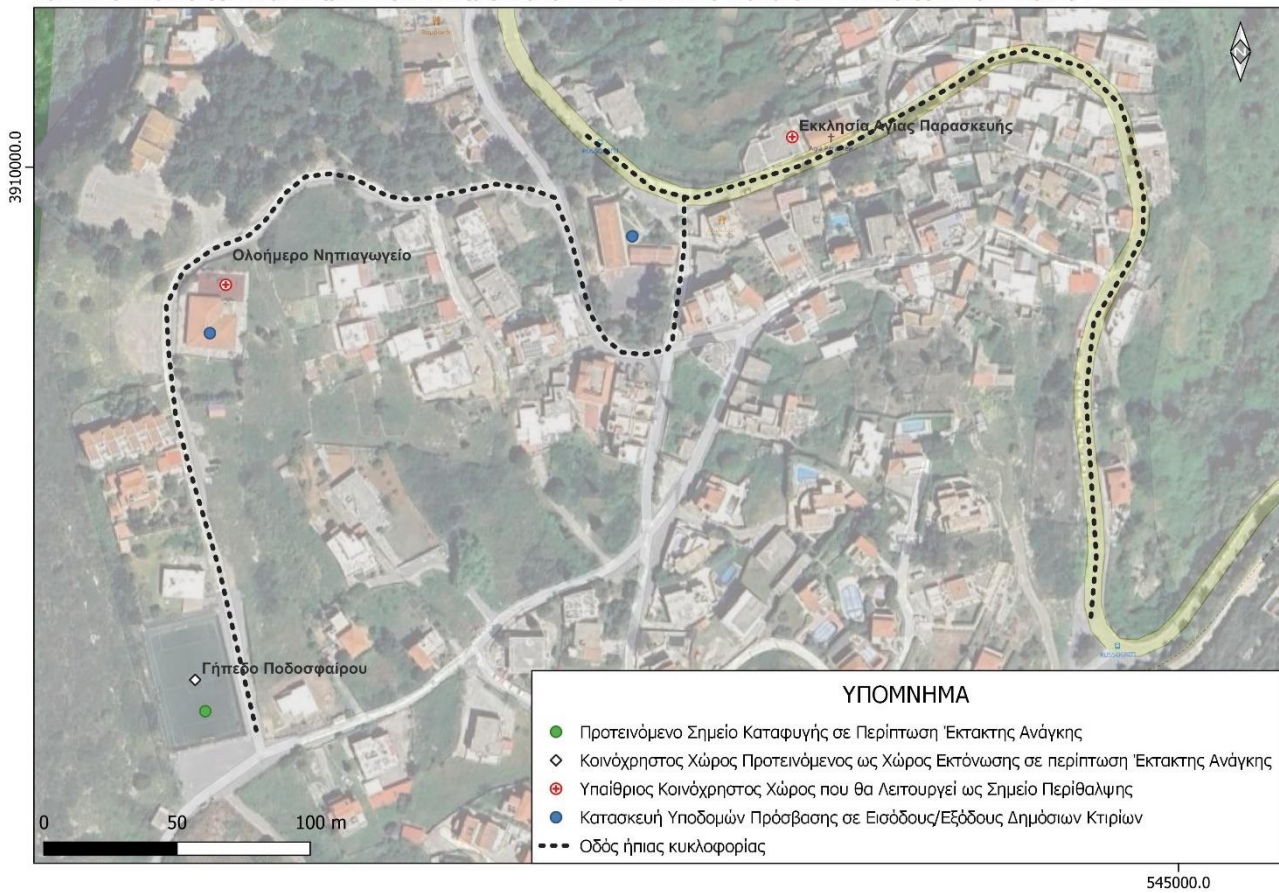 3910000.0
Εκκλησία Αγίας Παρασκευής
Ολοήμερο Νηπιαγωγείο
Γήπεδο Ποδοσφαίρου
ΥΠΟΜΝΗΜΑ
Προτεινόμενο Σημείο Καταφυγής σε Περίπτωση Έκτακτης Ανάγκης
Κοινόχρηστος Χώρος Προτεινόμενος ως Χώρος Εκτόνωσης σε περίπτωση Έκτακτης Ανάγκης
Υπαίθριος Κοινόχρηστος Χώρος που θα Λειτουργεί ως Σημείο Περίθαλψης
Κατασκευή Υποδομών Πρόσβασης σε Εισόδους/Εξόδους Δημόσιων Κτιρίων
Οδός ήπιας κυκλοφορίας
0 50 100 m
545000.0